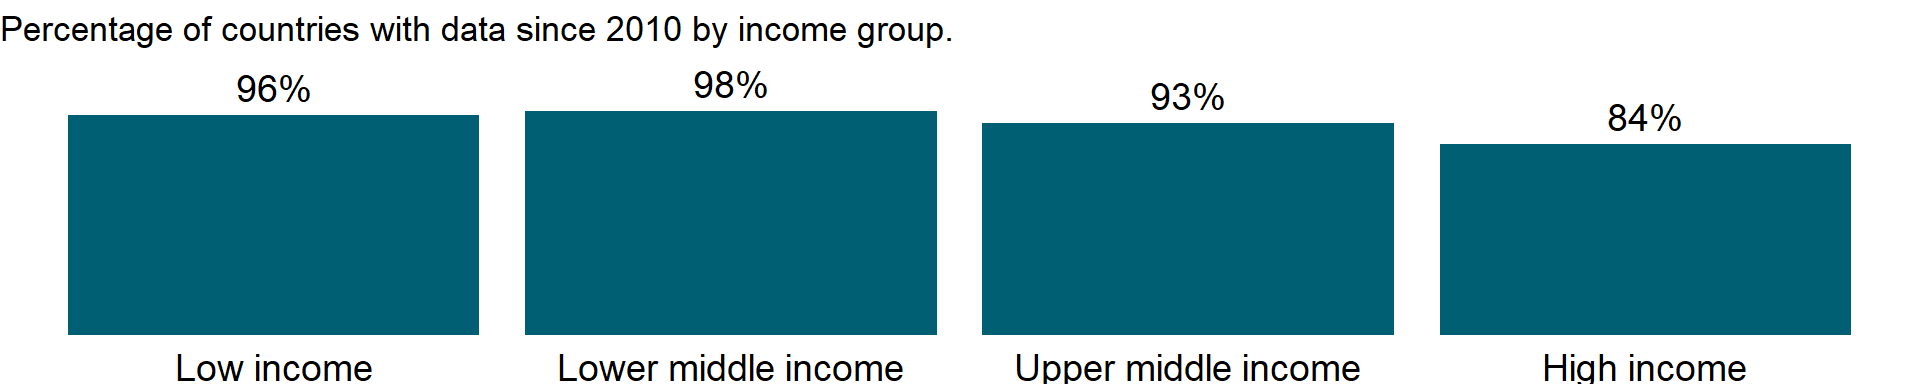 Percentage of countries with data since 2010 by income group.
96%
98%
93%
84%
Low income
Lower middle income
Upper middle income
High income